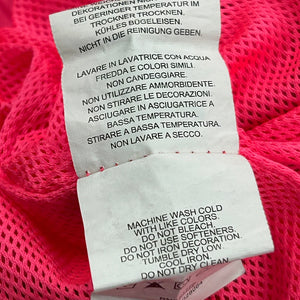 DEKORATIONEN NICHT
BEI GERINGER TEMPERATUR IM
TROCKNER TROCKNEN.
KÜHLES BÜGELEISEN.
NICHT IN DIE REINIGUNG GEBEN.
LAVARE IN LAVATRICE CON ACQUA
FREDDA E COLORI SIMILI.
NON CANDEGGIARE.
NON UTILIZZARE AMMORBIDENTE.
NON STIRARE LE DECORAZIONI.
ASCIUGARE IN ASCIUGATRICE A
BASSA TEMPERATURA.
STIRARE A BASSA TEMPERATURA.
NON LAVARE A SECCO.
MACHINE WASH COLD
WITH LIKE COLORS.
DO NOT BLEACH.
DO NOT USE SOFTENERS.
DO NOT IRON DECORATION.
TUMBLE DRY LOW.
COOL IRON.
DO NOT DRY CLEAN